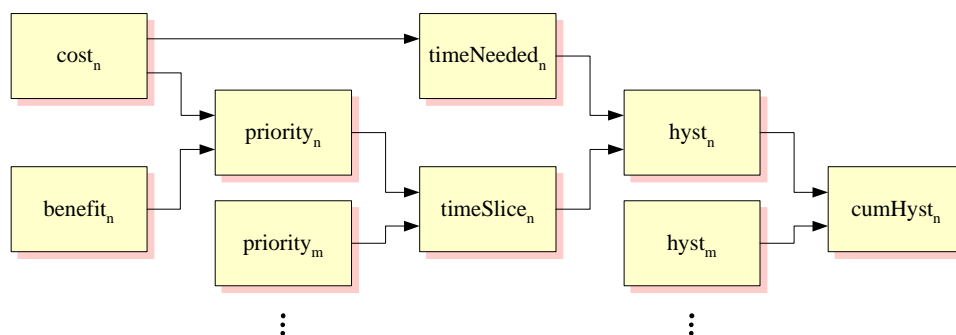 cost_n
timeNeeded_n
priority_n
hyst_n
benefit_n
timeSlice_n
cumHyst_n
priority_m
hyst_m